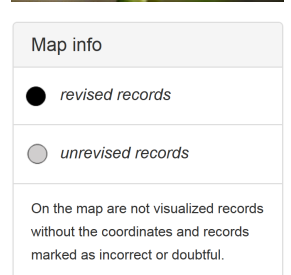 Map info
revised records
unrevised records
On the map are not visualized records
without the coordinates and records
marked as incorrect or doubtful.